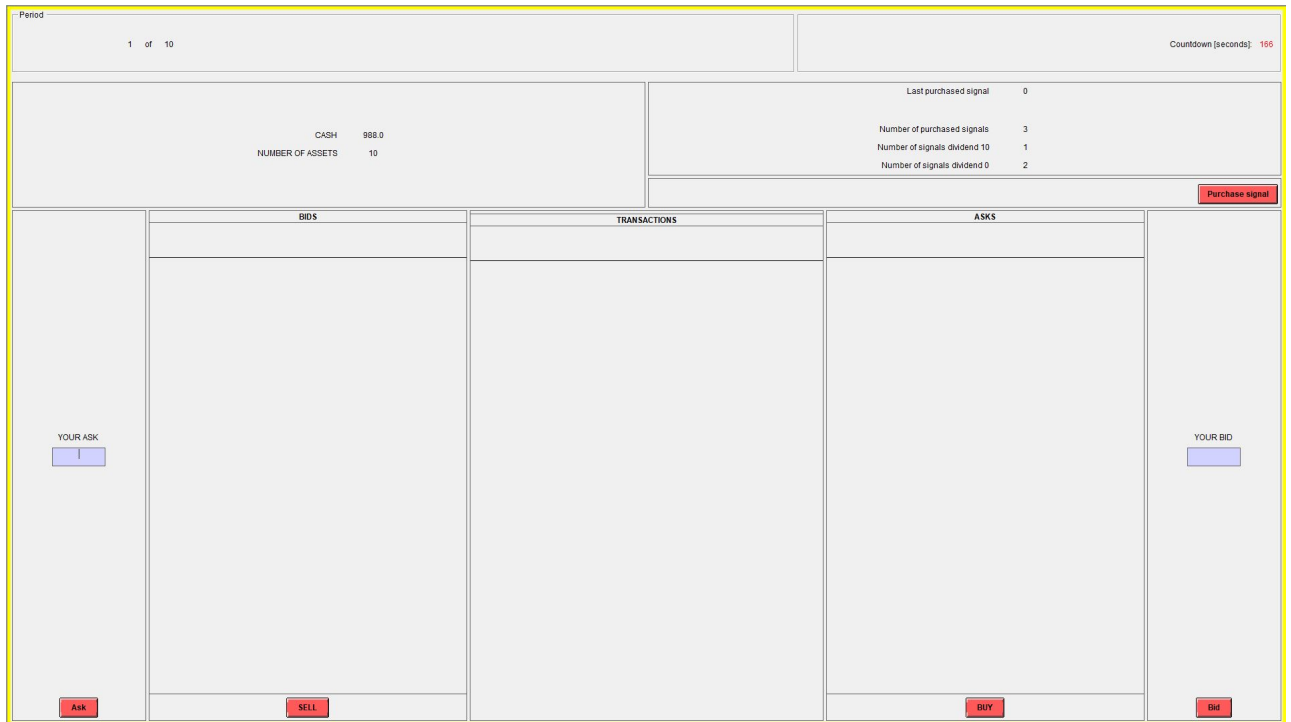 Period
1 of 10
Countdown [seconds]: 166
Last purchased signal 0
CASH 988.0
NUMBER OF ASSETS 10
Number of purchased signals 3
Number of signals dividend 10 1
Number of signals dividend 0 2
Purchase signal
BIDS
TRANSACTIONS
ASKS
YOUR ASK
YOUR BID
Ask
SELL
BUY
Bid